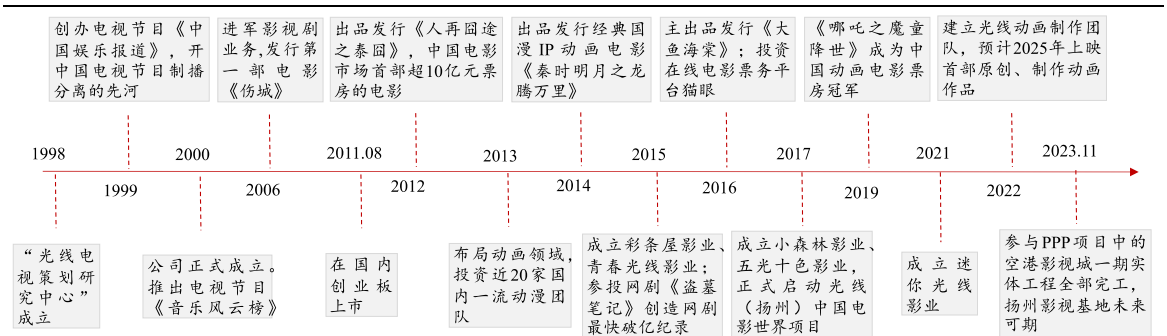 创办电视节目《中
国娱乐报道》，开
中国电视节目制播
分离的先河
进军影视剧
业务,发行第
一部电影
《伤城》
出品发行《人再囧途
之泰囧》，中国电影
市场首部超10亿元票
房的电影
出品发行经典国
漫IP动画电影
《秦时明月之龙
腾万里》
主出品发行《大
鱼海棠》；投资
在线电影票务平
台猫眼
《哪吒之魔童
降世》成为中
国动画电影票
房冠军
建立光线动画制作团
队，预计2025年上映
首部原创、制作动画
作品
1998
2000
2011.08
2013
2015
2017
2021
2023.11
1999
2006
2012
2014
2016
2019
2022
“光线电
视策划研
究中心”
成立
公司正式成立。
推出电视节目
《音乐风云榜》
在国内
创业板
上市
布局动画领域，
投资近20家国
内一流动漫团
队
成立彩条屋影业、
青春光线影业；
参投网剧《盗墓
笔记》创造网剧
最快破亿纪录
成立小森林影业、
五光十色影业，
正式启动光线
（扬州）中国电
影世界项目
成立迷
你光线
影业
参与PPP项目中的
空港影视城一期实
体工程全部完工，
扬州影视基地未来
可期